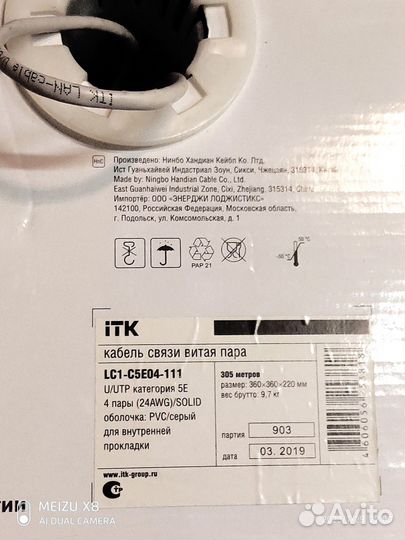 ITK LAN-cable
Произведено: Нинбо Хандиан Кейбл Ко. Лтд.
Ист Гуаньхайвей Индастриал Зоун, Сикси, Чжецзян, 315314,
Made by: Ningbo Handian Cable Co., Ltd.
East Guanhaiwei Industrial Zone, Cixi, Zhejiang, 315314,
Импортёр: ООО «ЭНЕРДЖИ ЛОДЖИСТИКС»
142100, Российская Федерация, Московская область,
г. Подольск, ул. Комсомольская, д. 1
PAP 21
iTK
кабель связи витая пара
LC1-C5E04-111
U/UTP категория 5E
4 пары (24AWG)/SOLID
оболочка: PVC/серый
для внутренней
прокладки
305 метров
размер: 360×360×220 мм
вес брутто: 9,7 кг
партия 903
дата 03.2019
www.itk-group.ru
MEIZU X8
AI DUAL CAMERA
Avito